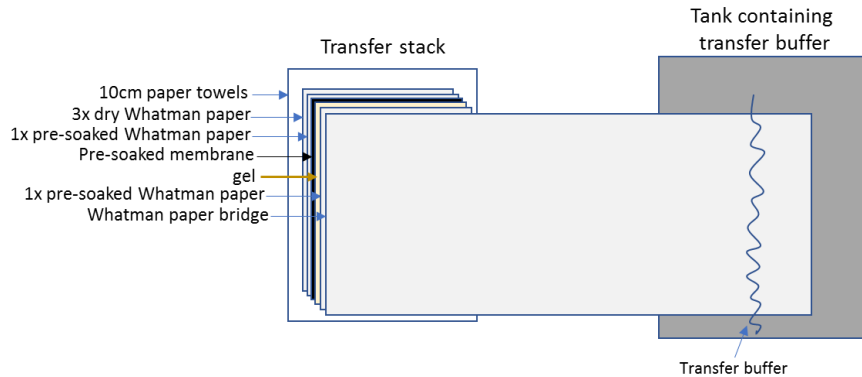 Tank containing
transfer buffer
Transfer stack
10cm paper towels
3x dry Whatman paper
1x pre-soaked Whatman paper
Pre-soaked membrane
gel
1x pre-soaked Whatman paper
Whatman paper bridge
Transfer buffer